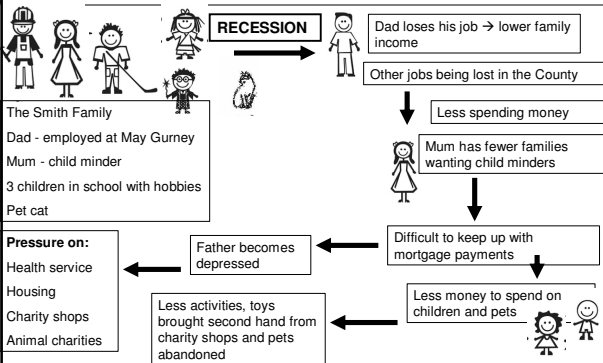 RECESSION
Dad loses his job → lower family
income
Other jobs being lost in the County
Less spending money
The Smith Family
Dad - employed at May Gurney
Mum - child minder
3 children in school with hobbies
Pet cat
Mum has fewer families
wanting child minders
Difficult to keep up with
mortgage payments
Father becomes
depressed
Less money to spend on
children and pets
Less activities, toys
brought second hand from
charity shops and pets
abandoned
Pressure on:
Health service
Housing
Charity shops
Animal charities